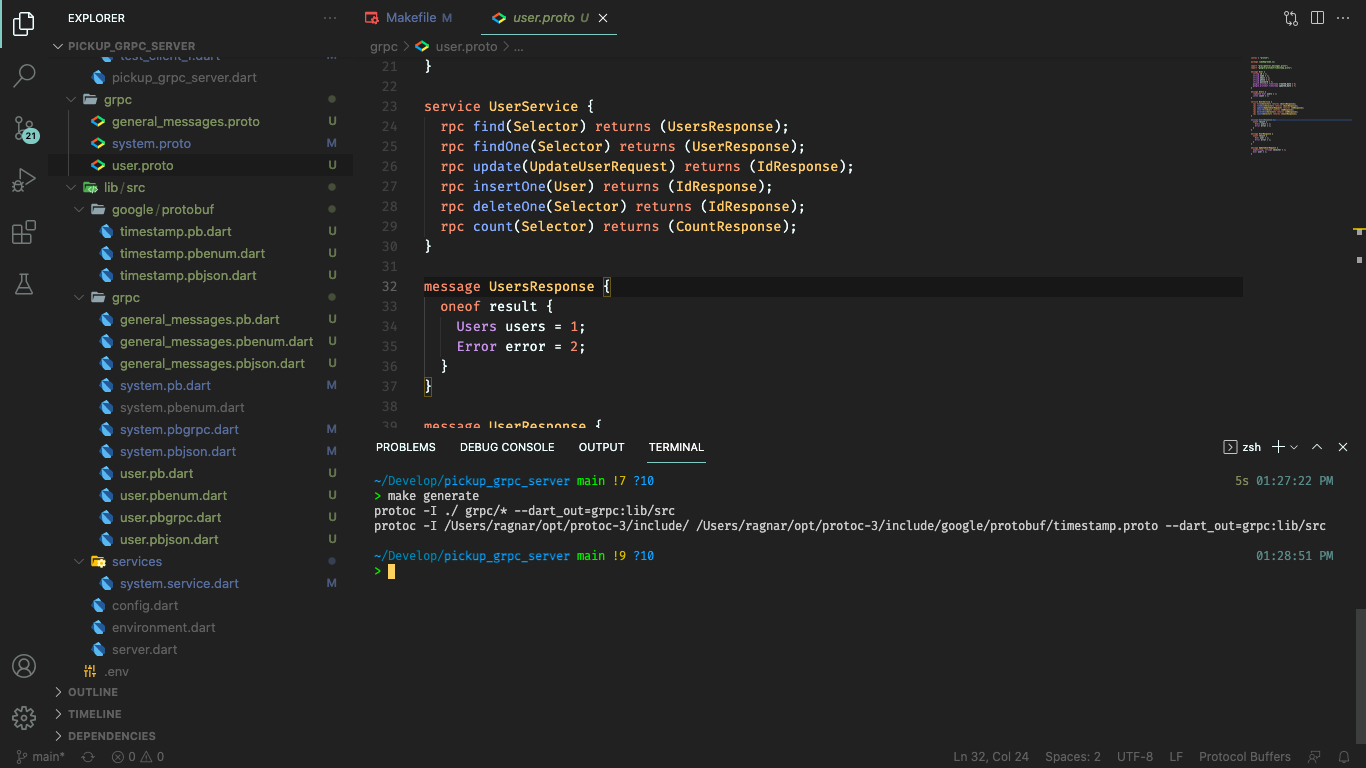 EXPLORER
PICKUP_GRPC_SERVER
test_client_1.dart M
pickup_grpc_server.dart
grpc
general_messages.proto U
system.proto M
user.proto U
lib/src
google/protobuf
timestamp.pb.dart U
timestamp.pbenum.dart U
timestamp.pbjson.dart U
grpc
general_messages.pb.dart U
general_messages.pbenum.dart U
general_messages.pbjson.dart U
system.pb.dart M
system.pbenum.dart
system.pbgrpc.dart M
system.pbjson.dart M
user.pb.dart U
user.pbenum.dart U
user.pbgrpc.dart U
user.pbjson.dart U
services
system.service.dart M
config.dart
environment.dart
server.dart
.env
OUTLINE
TIMELINE
DEPENDENCIES
21
Makefile M
user.proto U
grpc > user.proto > ...
21 }
22
23 service UserService {
24 rpc find(Selector) returns (UsersResponse);
25 rpc findOne(Selector) returns (UserResponse);
26 rpc update(UpdateUserRequest) returns (IdResponse);
27 rpc insertOne(User) returns (IdResponse);
28 rpc deleteOne(Selector) returns (IdResponse);
29 rpc count(Selector) returns (CountResponse);
30 }
31
32 message UsersResponse {
33 oneof result {
34 Users users = 1;
35 Error error = 2;
36 }
37 }
38
39 message UserResponse {
PROBLEMS DEBUG CONSOLE OUTPUT TERMINAL
zsh
~/Develop/pickup_grpc_server main !7 ?10 5s 01:27:22 PM
> make generate
protoc -I ./ grpc/* --dart_out=grpc:lib/src
protoc -I /Users/ragnar/opt/protoc-3/include/ /Users/ragnar/opt/protoc-3/include/google/protobuf/timestamp.proto --dart_out=grpc:lib/src
~/Develop/pickup_grpc_server main !9 ?10 01:28:51 PM
>
main* 0 0 Ln 32, Col 24 Spaces: 2 UTF-8 LF Protocol Buffers